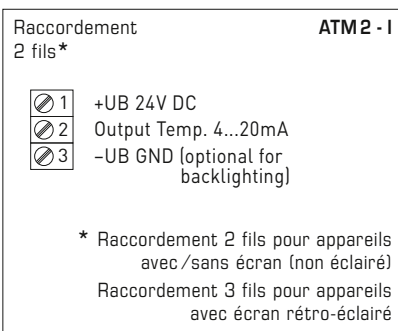 Raccordement ATM 2 - I
2 fils*
1 +UB 24V DC
2 Output Temp. 4...20mA
3 –UB GND (optional for
backlighting)
* Raccordement 2 fils pour appareils
avec / sans écran (non éclairé)
Raccordement 3 fils pour appareils
avec écran rétro-éclairé